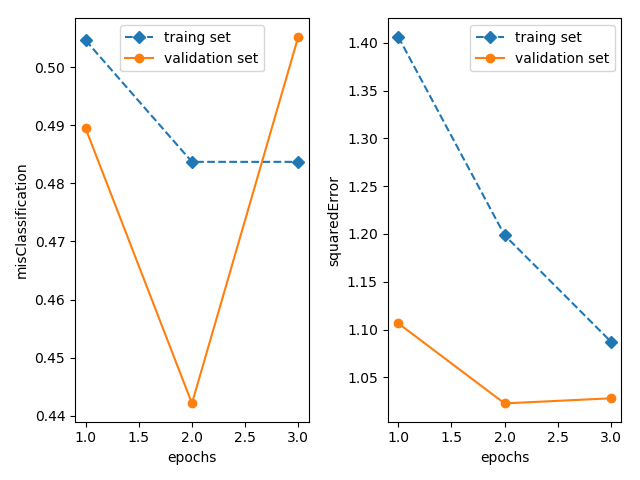 traing set
validation set
0.50
0.49
0.48
0.47
0.46
0.45
0.44
misClassification
1.0 1.5 2.0 2.5 3.0
epochs
traing set
validation set
1.40
1.35
1.30
1.25
1.20
1.15
1.10
1.05
squaredError
1.0 1.5 2.0 2.5 3.0
epochs